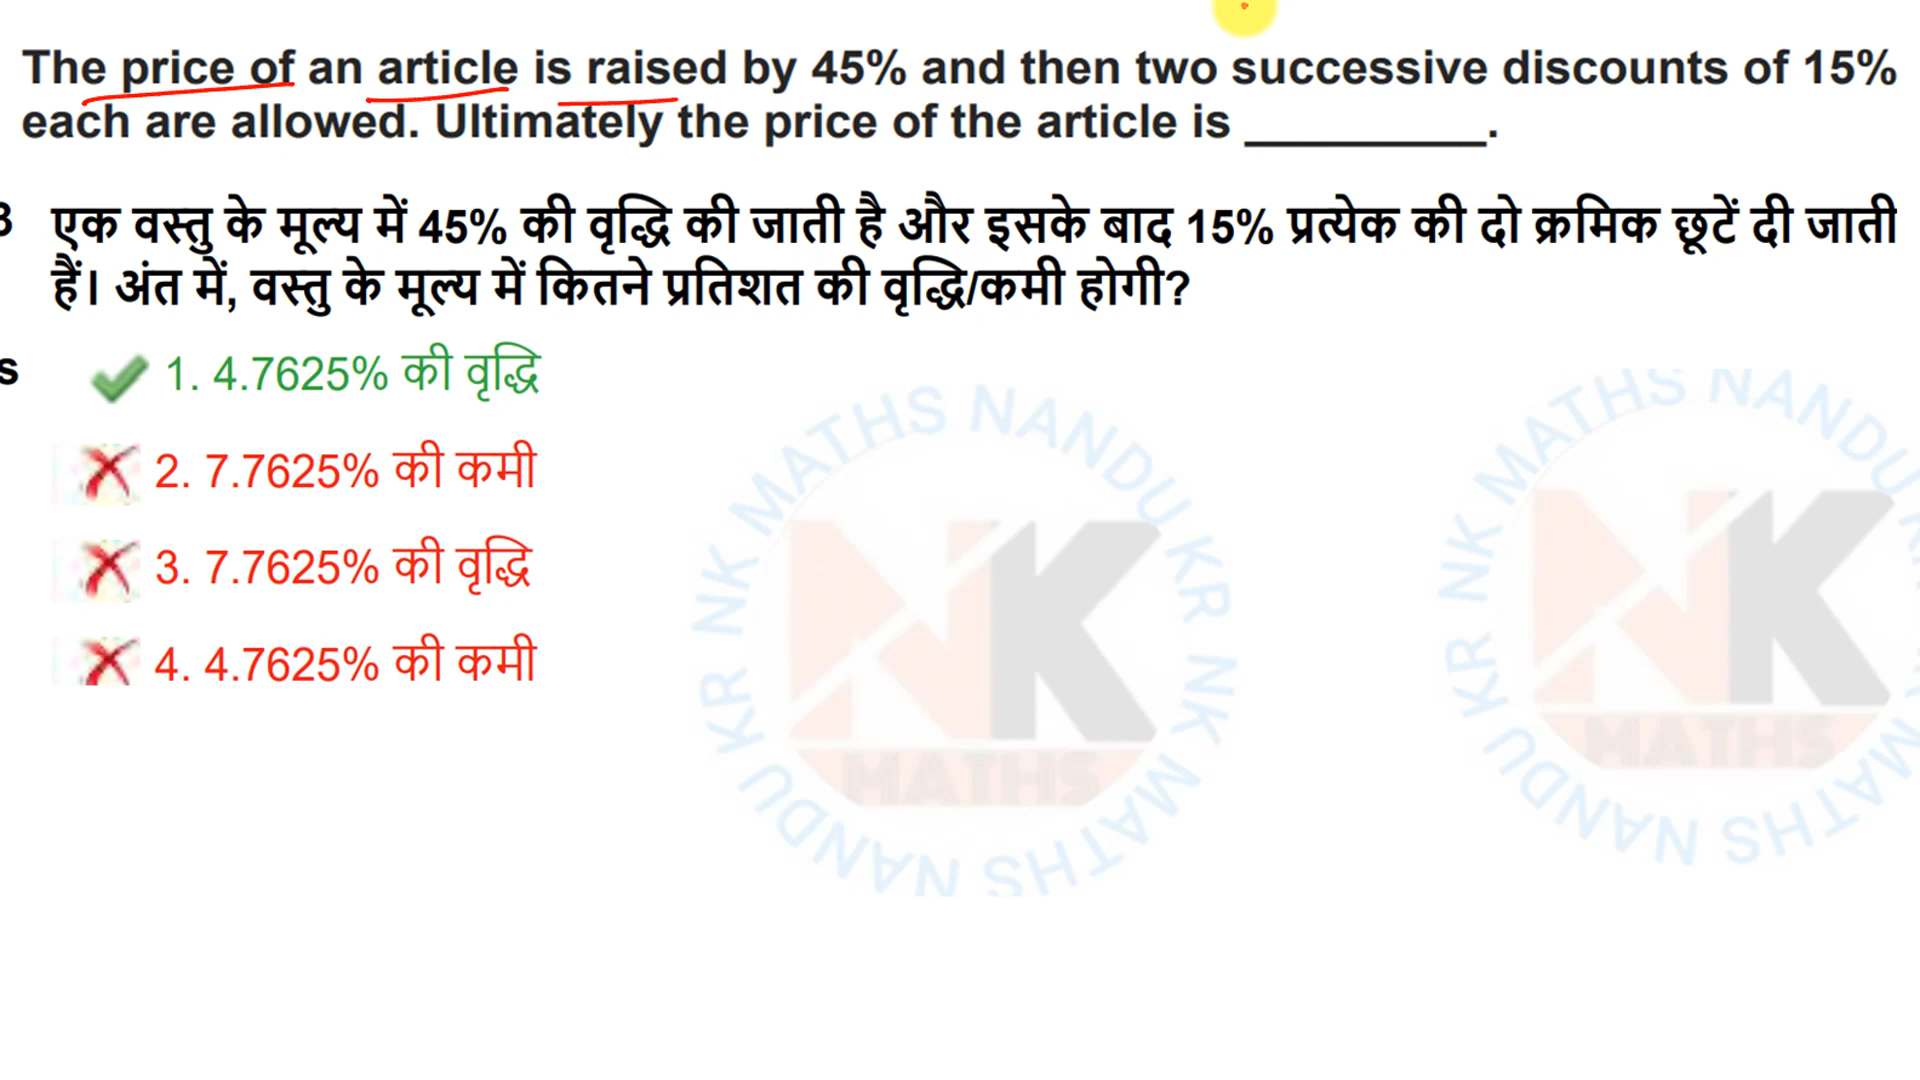 The price of an article is raised by 45% and then two successive discounts of 15%
each are allowed. Ultimately the price of the article is __________.
3 एक वस्तु के मूल्य में 45% की वृद्धि की जाती है और इसके बाद 15% प्रत्येक की दो क्रमिक छूटें दी जाती
हैं। अंत में, वस्तु के मूल्य में कितने प्रतिशत की वृद्धि/कमी होगी?
s 1. 4.7625% की वृद्धि
2. 7.7625% की कमी
3. 7.7625% की वृद्धि
4. 4.7625% की कमी
NK MATHS NANDU KR NK MATHS NANDU KR
NK
MATHS
NK MATHS NANDU KR NK MATHS NANDU KR
NK
MATHS